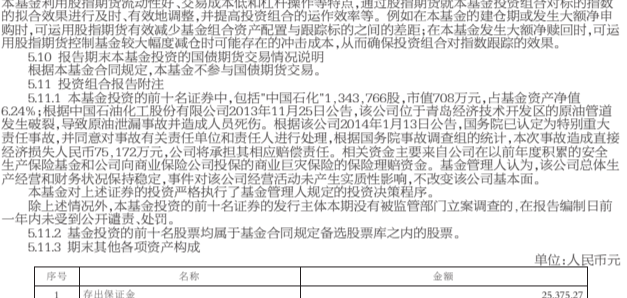 本基金利用股指期货流动性好、交易成本低和杠杆操作等特点,通过股指期货就本基金投资组合对标的指数
的拟合效果进行及时、有效地调整,并提高投资组合的运作效率等。例如在本基金的建仓期或发生大额净申
购时,可运用股指期货有效减少基金组合资产配置与跟踪标的之间的差距;在本基金发生大额净赎回时,可运
用股指期货控制基金较大幅度减仓时可能存在的冲击成本,从而确保投资组合对指数跟踪的效果。
5.10 报告期末本基金投资的国债期货交易情况说明
根据本基金合同规定,本基金不参与国债期货交易。
5.11 投资组合报告附注
5.11.1 本基金投资的前十名证券中,包括"中国石化"1,343,766股,市值708万元,占基金资产净值
6.24%;根据中国石油化工股份有限公司2013年11月25日公告,该公司位于青岛经济技术开发区的原油管道
发生破裂,导致原油泄漏事故并造成人员死伤。根据该公司2014年1月13日公告,国务院已认定为特别重大
责任事故,并同意对事故有关责任单位和责任人进行处理,根据国务院事故调查组的统计,本次事故造成直接
经济损失人民币75,172万元,公司将承担其相应赔偿责任。相关资金主要来自公司在以前年度积累的安全
生产保险基金和公司向商业保险公司投保的商业巨灾保险的保险理赔资金。基金管理人认为,该公司总体生
产经营和财务状况保持稳定,事件对该公司经营活动未产生实质性影响,不改变该公司基本面。
本基金对上述证券的投资严格执行了基金管理人规定的投资决策程序。
除上述情况外,本基金投资的前十名证券的发行主体本期没有被监管部门立案调查的,在报告编制日前
一年内未受到公开谴责、处罚。
5.11.2 基金投资的前十名股票均属于基金合同规定备选股票库之内的股票。
5.11.3 期末其他各项资产构成
单位:人民币元
序号 名称 金额
1 存出保证金 25,375.27